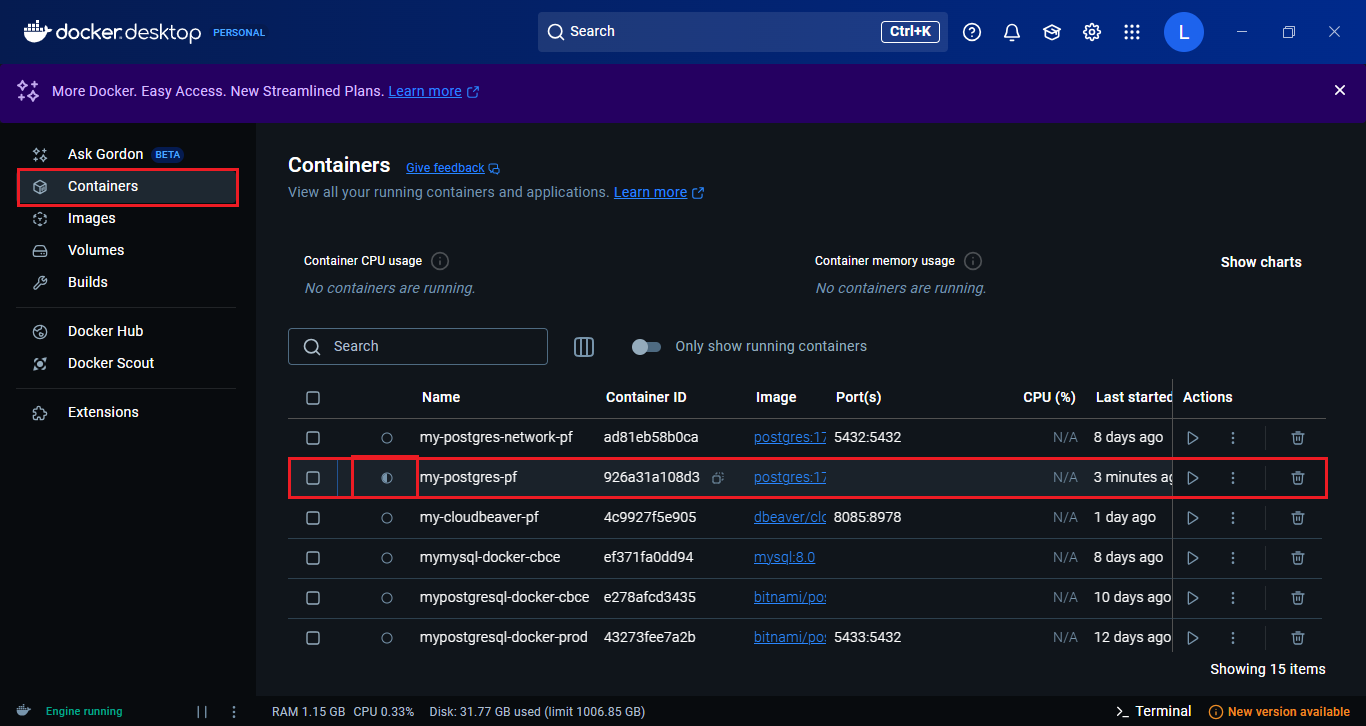 docker desktop PERSONAL
Search Ctrl+K
L
More Docker. Easy Access. New Streamlined Plans. Learn more
Ask Gordon BETA
Containers
Images
Volumes
Builds
Docker Hub
Docker Scout
Extensions
Containers Give feedback
View all your running containers and applications. Learn more
Container CPU usage
No containers are running.
Container memory usage
No containers are running.
Show charts
Search
Only show running containers
Name Container ID Image Port(s) CPU (%) Last started Actions
my-postgres-network-pf ad81eb58b0ca postgres:17 5432:5432 N/A 8 days ago
my-postgres-pf 926a31a108d3 postgres:17 N/A 3 minutes ag
my-cloudbeaver-pf 4c9927f5e905 dbeaver/clo 8085:8978 N/A 1 day ago
mymysql-docker-cbce ef371fa0dd94 mysql:8.0 N/A 8 days ago
mypostgresql-docker-cbce e278afcd3435 bitnami/pos N/A 10 days ago
mypostgresql-docker-prod 43273fee7a2b bitnami/pos 5433:5432 N/A 12 days ago
Showing 15 items
Engine running
RAM 1.15 GB CPU 0.33% Disk: 31.77 GB used (limit 1006.85 GB)
Terminal
New version available